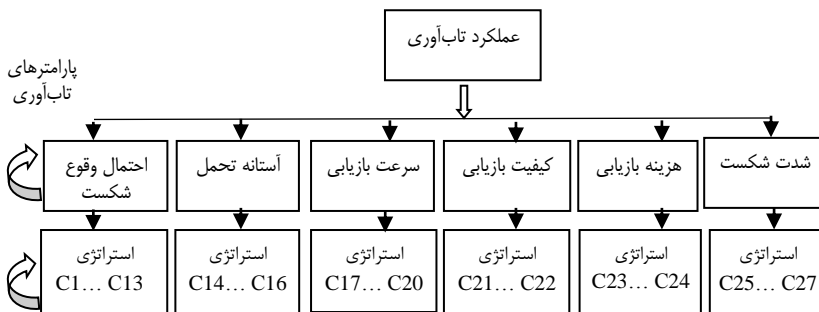 عملکرد تاب‌آوری
پارامترهای
تاب‌آوری
شدت شکست
هزینه بازیابی
کیفیت بازیابی
سرعت بازیابی
آستانه تحمل
احتمال وقوع
شکست
استراتژی
C25… C27
استراتژی
C23… C24
استراتژی
C21… C22
استراتژی
C17… C20
استراتژی
C14… C16
استراتژی
C1… C13